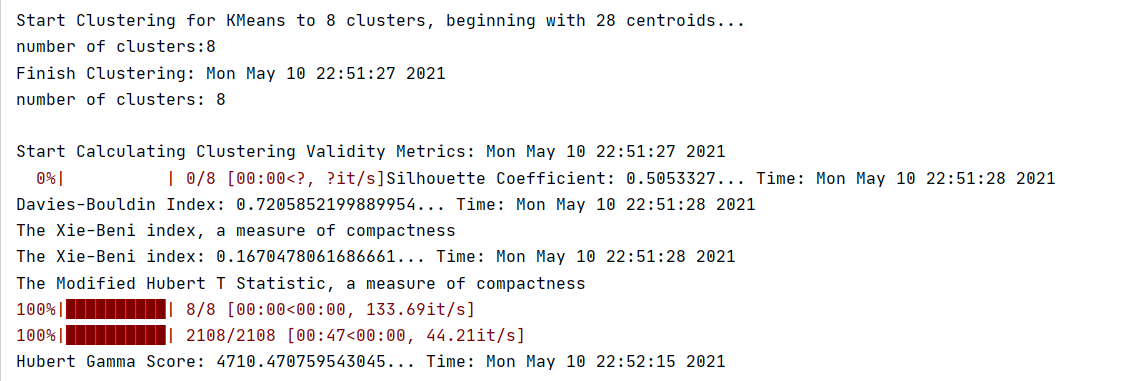 Start Clustering for KMeans to 8 clusters, beginning with 28 centroids...
number of clusters:8
Finish Clustering: Mon May 10 22:51:27 2021
number of clusters: 8
Start Calculating Clustering Validity Metrics: Mon May 10 22:51:27 2021
  0%|          | 0/8 [00:00<?, ?it/s]Silhouette Coefficient: 0.5053327... Time: Mon May 10 22:51:28 2021
Davies-Bouldin Index: 0.7205852199889954... Time: Mon May 10 22:51:28 2021
The Xie-Beni index, a measure of compactness
The Xie-Beni index: 0.1670478061686661... Time: Mon May 10 22:51:28 2021
The Modified Hubert T Statistic, a measure of compactness
100%|██████████| 8/8 [00:00<00:00, 133.69it/s]
100%|██████████| 2108/2108 [00:47<00:00, 44.21it/s]
Hubert Gamma Score: 4710.470759543045... Time: Mon May 10 22:52:15 2021